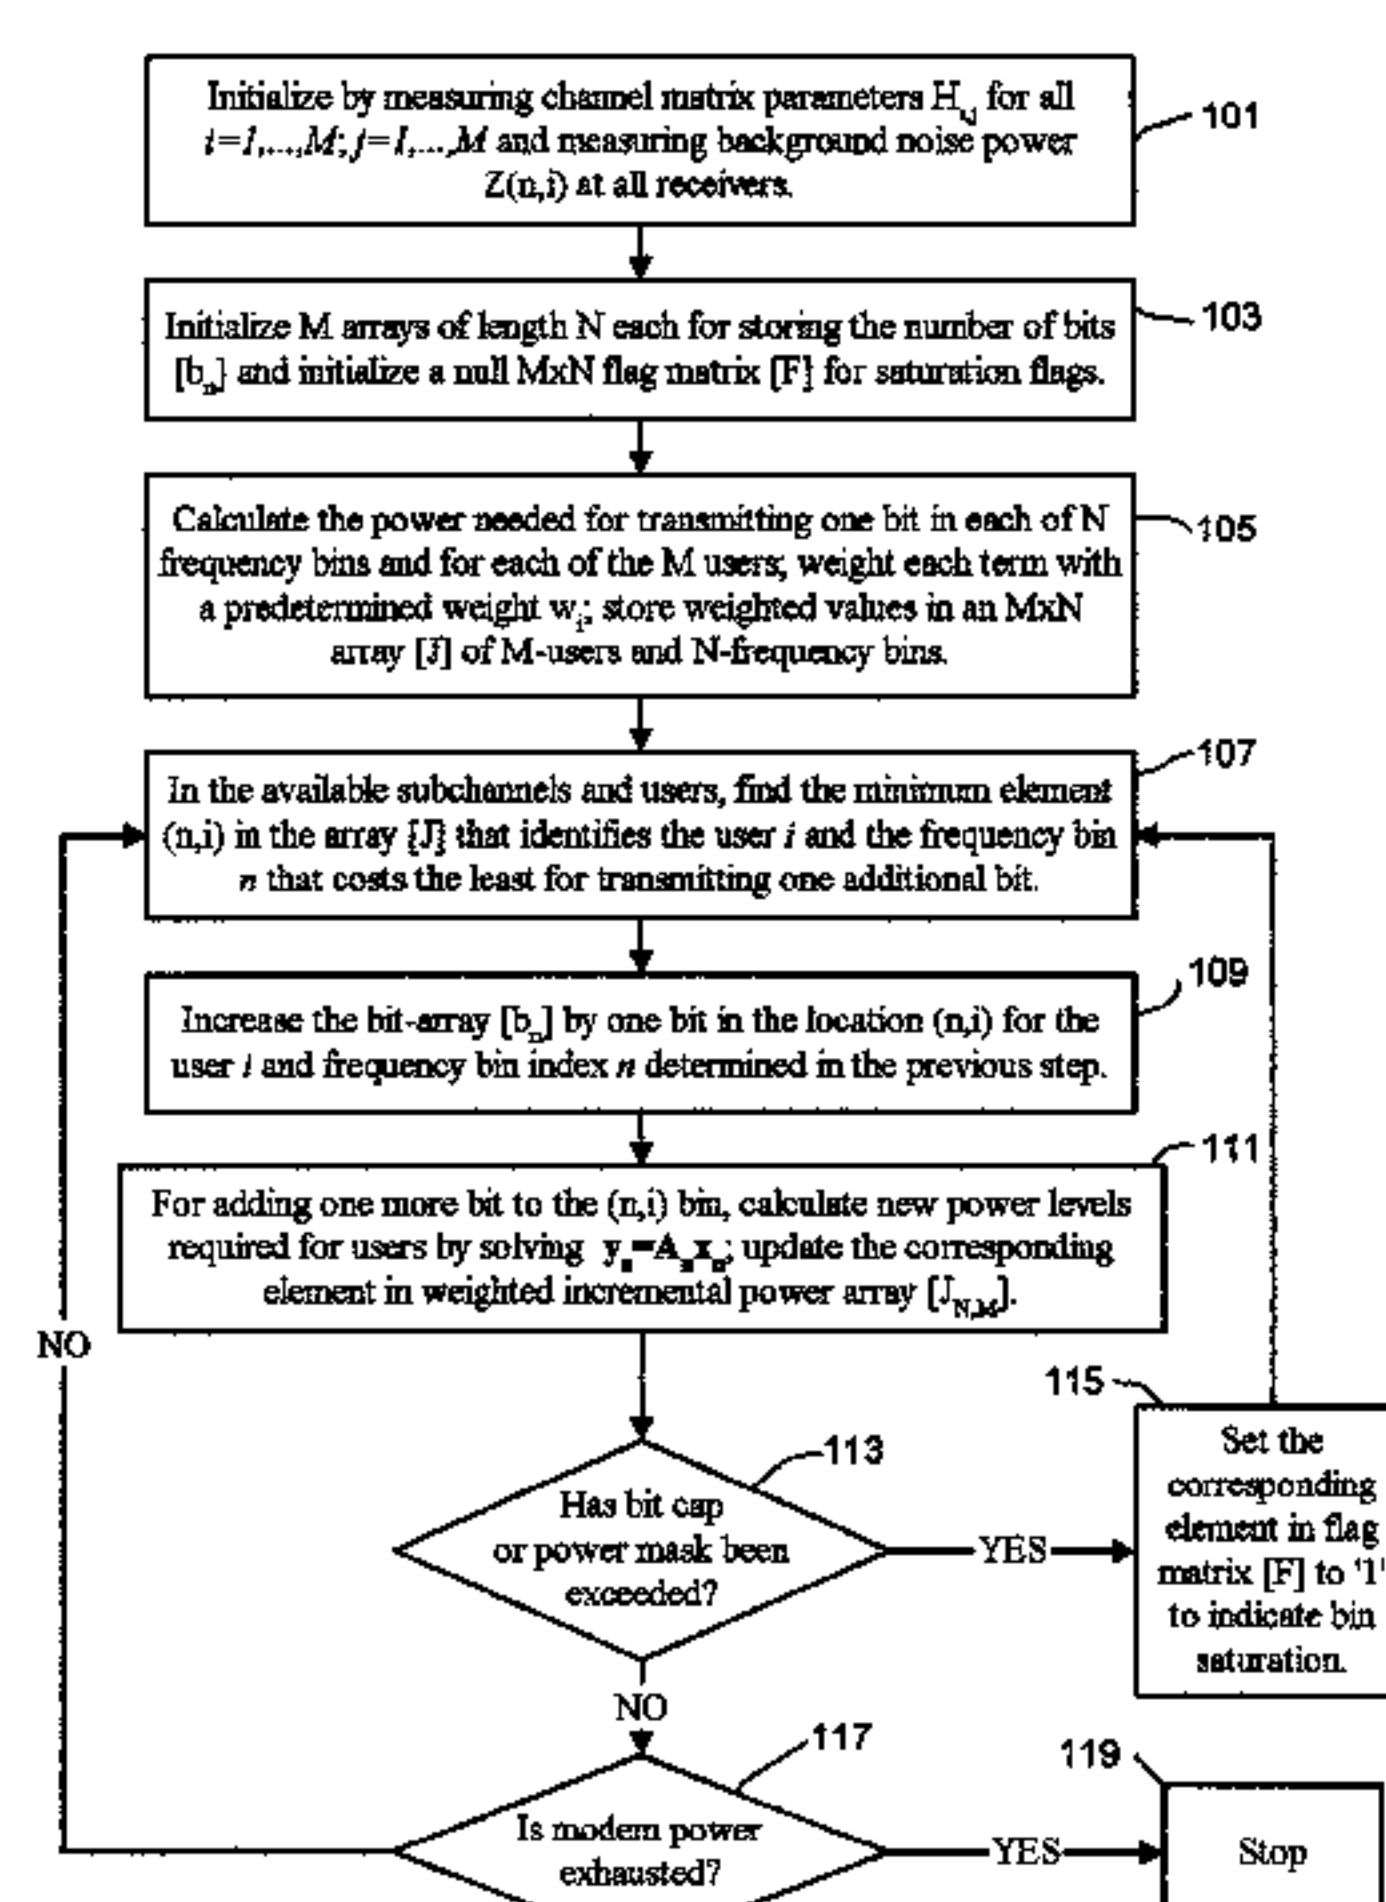 Initialize by measuring channel matrix parameters H i,j for all
i=1,...,M; j=1,...,M and measuring background noise power
Z(n,i) at all receivers.
101
Initialize M arrays of length N each for storing the number of bits
[b n] and initialize a null MxN flag matrix [F] for saturation flags.
103
Calculate the power needed for transmitting one bit in each of N
frequency bins and for each of the M users; weight each term with
a predetermined weight w i; store weighted values in an MxN
array [J] of M-users and N-frequency bins.
105
In the available subchannels and users, find the minimum element
(n,i) in the array [J] that identifies the user i and the frequency bin
n that costs the least for transmitting one additional bit.
107
Increase the bit-array [b n] by one bit in the location (n,i) for the
user i and frequency bin index n determined in the previous step.
109
For adding one more bit to the (n,i) bin, calculate new power levels
required for users by solving y n=A n x n; update the corresponding
element in weighted incremental power array [J N,M].
111
NO
Has bit cap
or power mask been
exceeded?
113
YES
115
Set the
corresponding
element in flag
matrix [F] to '1'
to indicate bin
saturation.
NO
Is modem power
exhausted?
117
YES
119
Stop